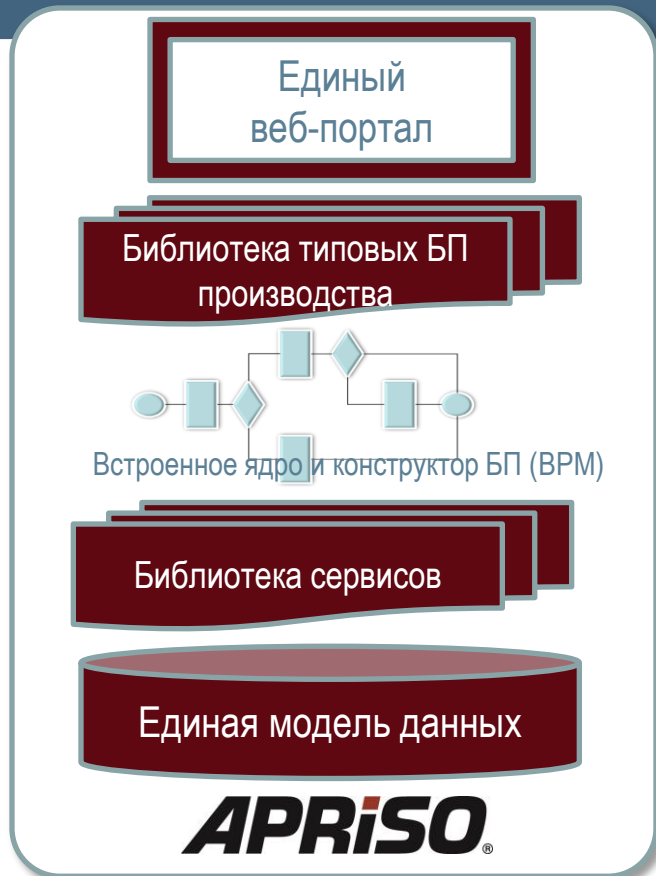 Единый
веб-портал
Библиотека типовых БП
производства
Встроенное ядро и конструктор БП (BPM)
Библиотека сервисов
Единая модель данных
APRiSO®